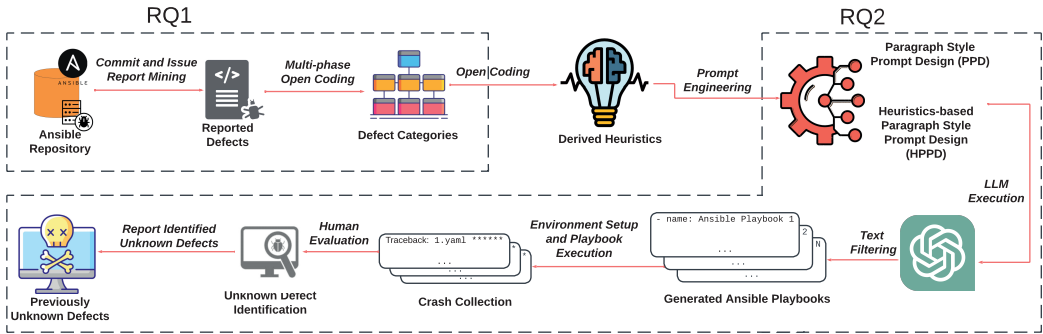 RQ1
RQ2
ANSIBLE
Ansible
Repository
Commit and Issue
Report Mining
Reported
Defects
Multi-phase
Open Coding
Defect Categories
Open Coding
Derived Heuristics
Prompt
Engineering
Paragraph Style
Prompt Design (PPD)
Heuristics-based
Paragraph Style
Prompt Design
(HPPD)
LLM
Execution
Text
Filtering
- name: Ansible Playbook 1
...
2
...
N
...
Generated Ansible Playbooks
Environment Setup
and Playbook
Execution
Traceback: 1.yaml ******
...
*
...
*
...
Crash Collection
Human
Evaluation
Unknown Defect
Identification
Report Identified
Unknown Defects
Previously
Unknown Defects